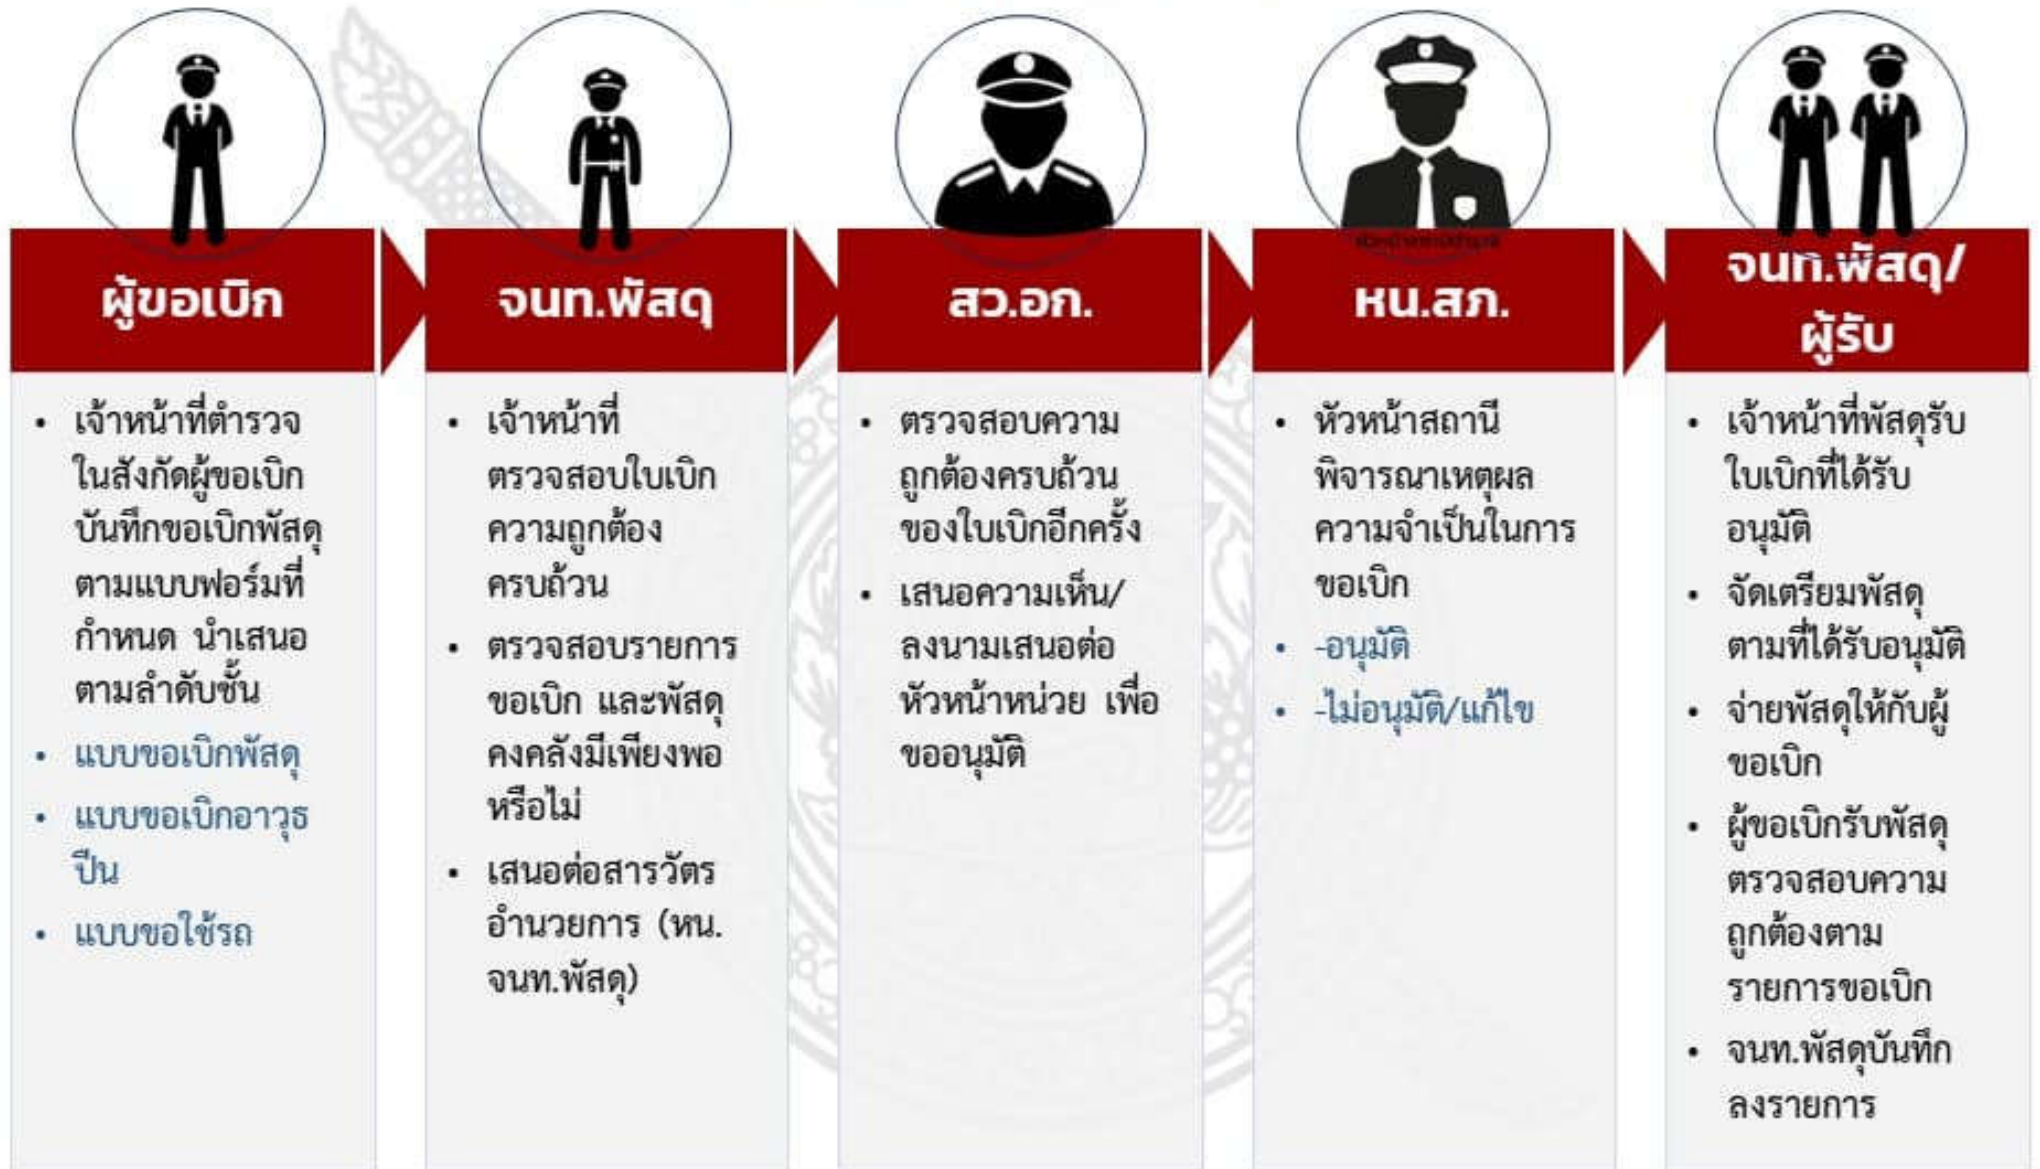 ผู้ขอเบิก
• เจ้าหน้าที่ตำรวจ
ในสังกัดผู้ขอเบิก
บันทึกขอเบิกพัสดุ
ตามแบบฟอร์มที่
กำหนด นำเสนอ
ตามลำดับชั้น
• แบบขอเบิกพัสดุ
• แบบขอเบิกอาวุธ
ปืน
• แบบขอใช้รถ
จนท.พัสดุ
• เจ้าหน้าที่
ตรวจสอบใบเบิก
ความถูกต้อง
ครบถ้วน
• ตรวจสอบรายการ
ขอเบิก และพัสดุ
คงคลังมีเพียงพอ
หรือไม่
• เสนอต่อสารวัตร
อำนวยการ (หน.
จนท.พัสดุ)
สว.อก.
• ตรวจสอบความ
ถูกต้องครบถ้วน
ของใบเบิกอีกครั้ง
• เสนอความเห็น/
ลงนามเสนอต่อ
หัวหน้าหน่วย เพื่อ
ขออนุมัติ
หน.สภ.
• หัวหน้าสถานี
พิจารณาเหตุผล
ความจำเป็นในการ
ขอเบิก
• -อนุมัติ
• -ไม่อนุมัติ/แก้ไข
จนท.พัสดุ/
ผู้รับ
• เจ้าหน้าที่พัสดุรับ
ใบเบิกที่ได้รับ
อนุมัติ
• จัดเตรียมพัสดุ
ตามที่ได้รับอนุมัติ
• จ่ายพัสดุให้กับผู้
ขอเบิก
• ผู้ขอเบิกรับพัสดุ
ตรวจสอบความ
ถูกต้องตาม
รายการขอเบิก
• จนท.พัสดุบันทึก
ลงรายการ